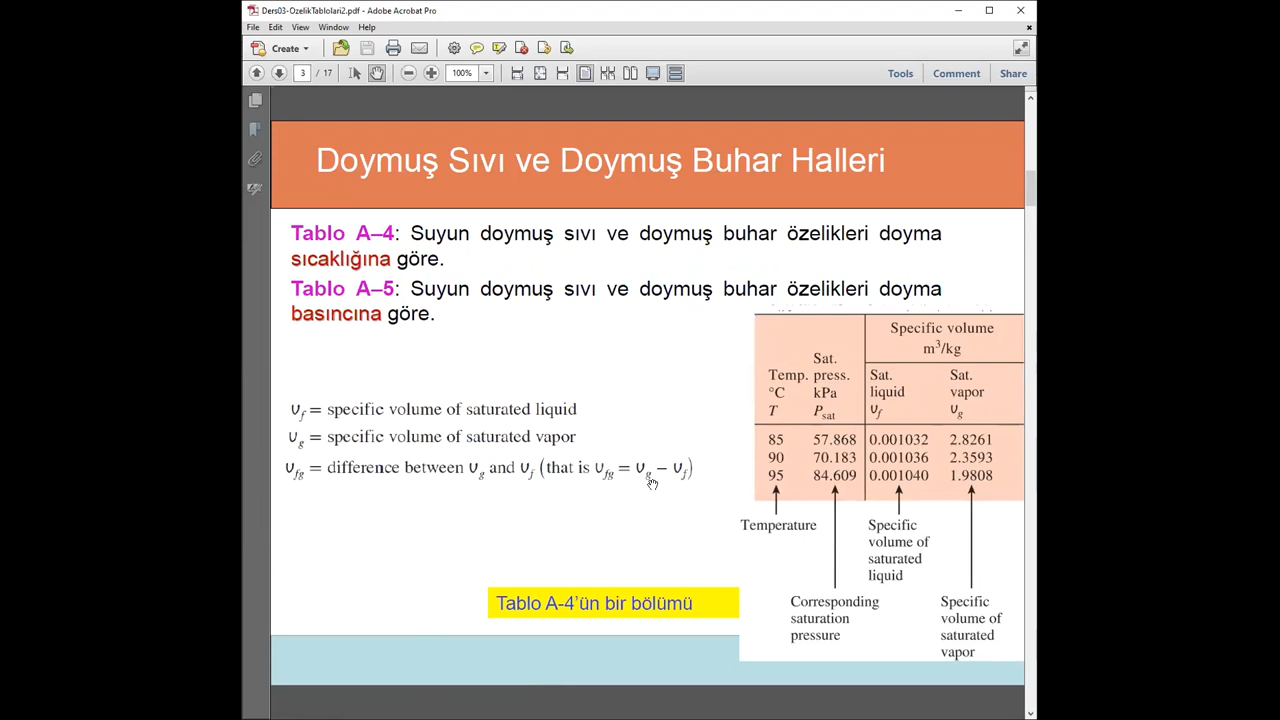 Ders03-OzelikTablolari2.pdf - Adobe Acrobat Pro
File Edit View Window Help
Create
3 / 17 100% Tools Comment Share
Doymuş Sıvı ve Doymuş Buhar Halleri
Tablo A–4: Suyun doymuş sıvı ve doymuş buhar özelikleri doyma
sıcaklığına göre.
Tablo A–5: Suyun doymuş sıvı ve doymuş buhar özelikleri doyma
basıncına göre.
υf = specific volume of saturated liquid
υg = specific volume of saturated vapor
υfg = difference between υg and υf (that is υfg = υg − υf)
Specific volume
m³/kg
Sat.
Temp. press. Sat. Sat.
°C kPa liquid vapor
T Psat υf υg
85 57.868 0.001032 2.8261
90 70.183 0.001036 2.3593
95 84.609 0.001040 1.9808
Temperature
Specific
volume of
saturated
liquid
Corresponding
saturation
pressure
Specific
volume of
saturated
vapor
Tablo A-4’ün bir bölümü